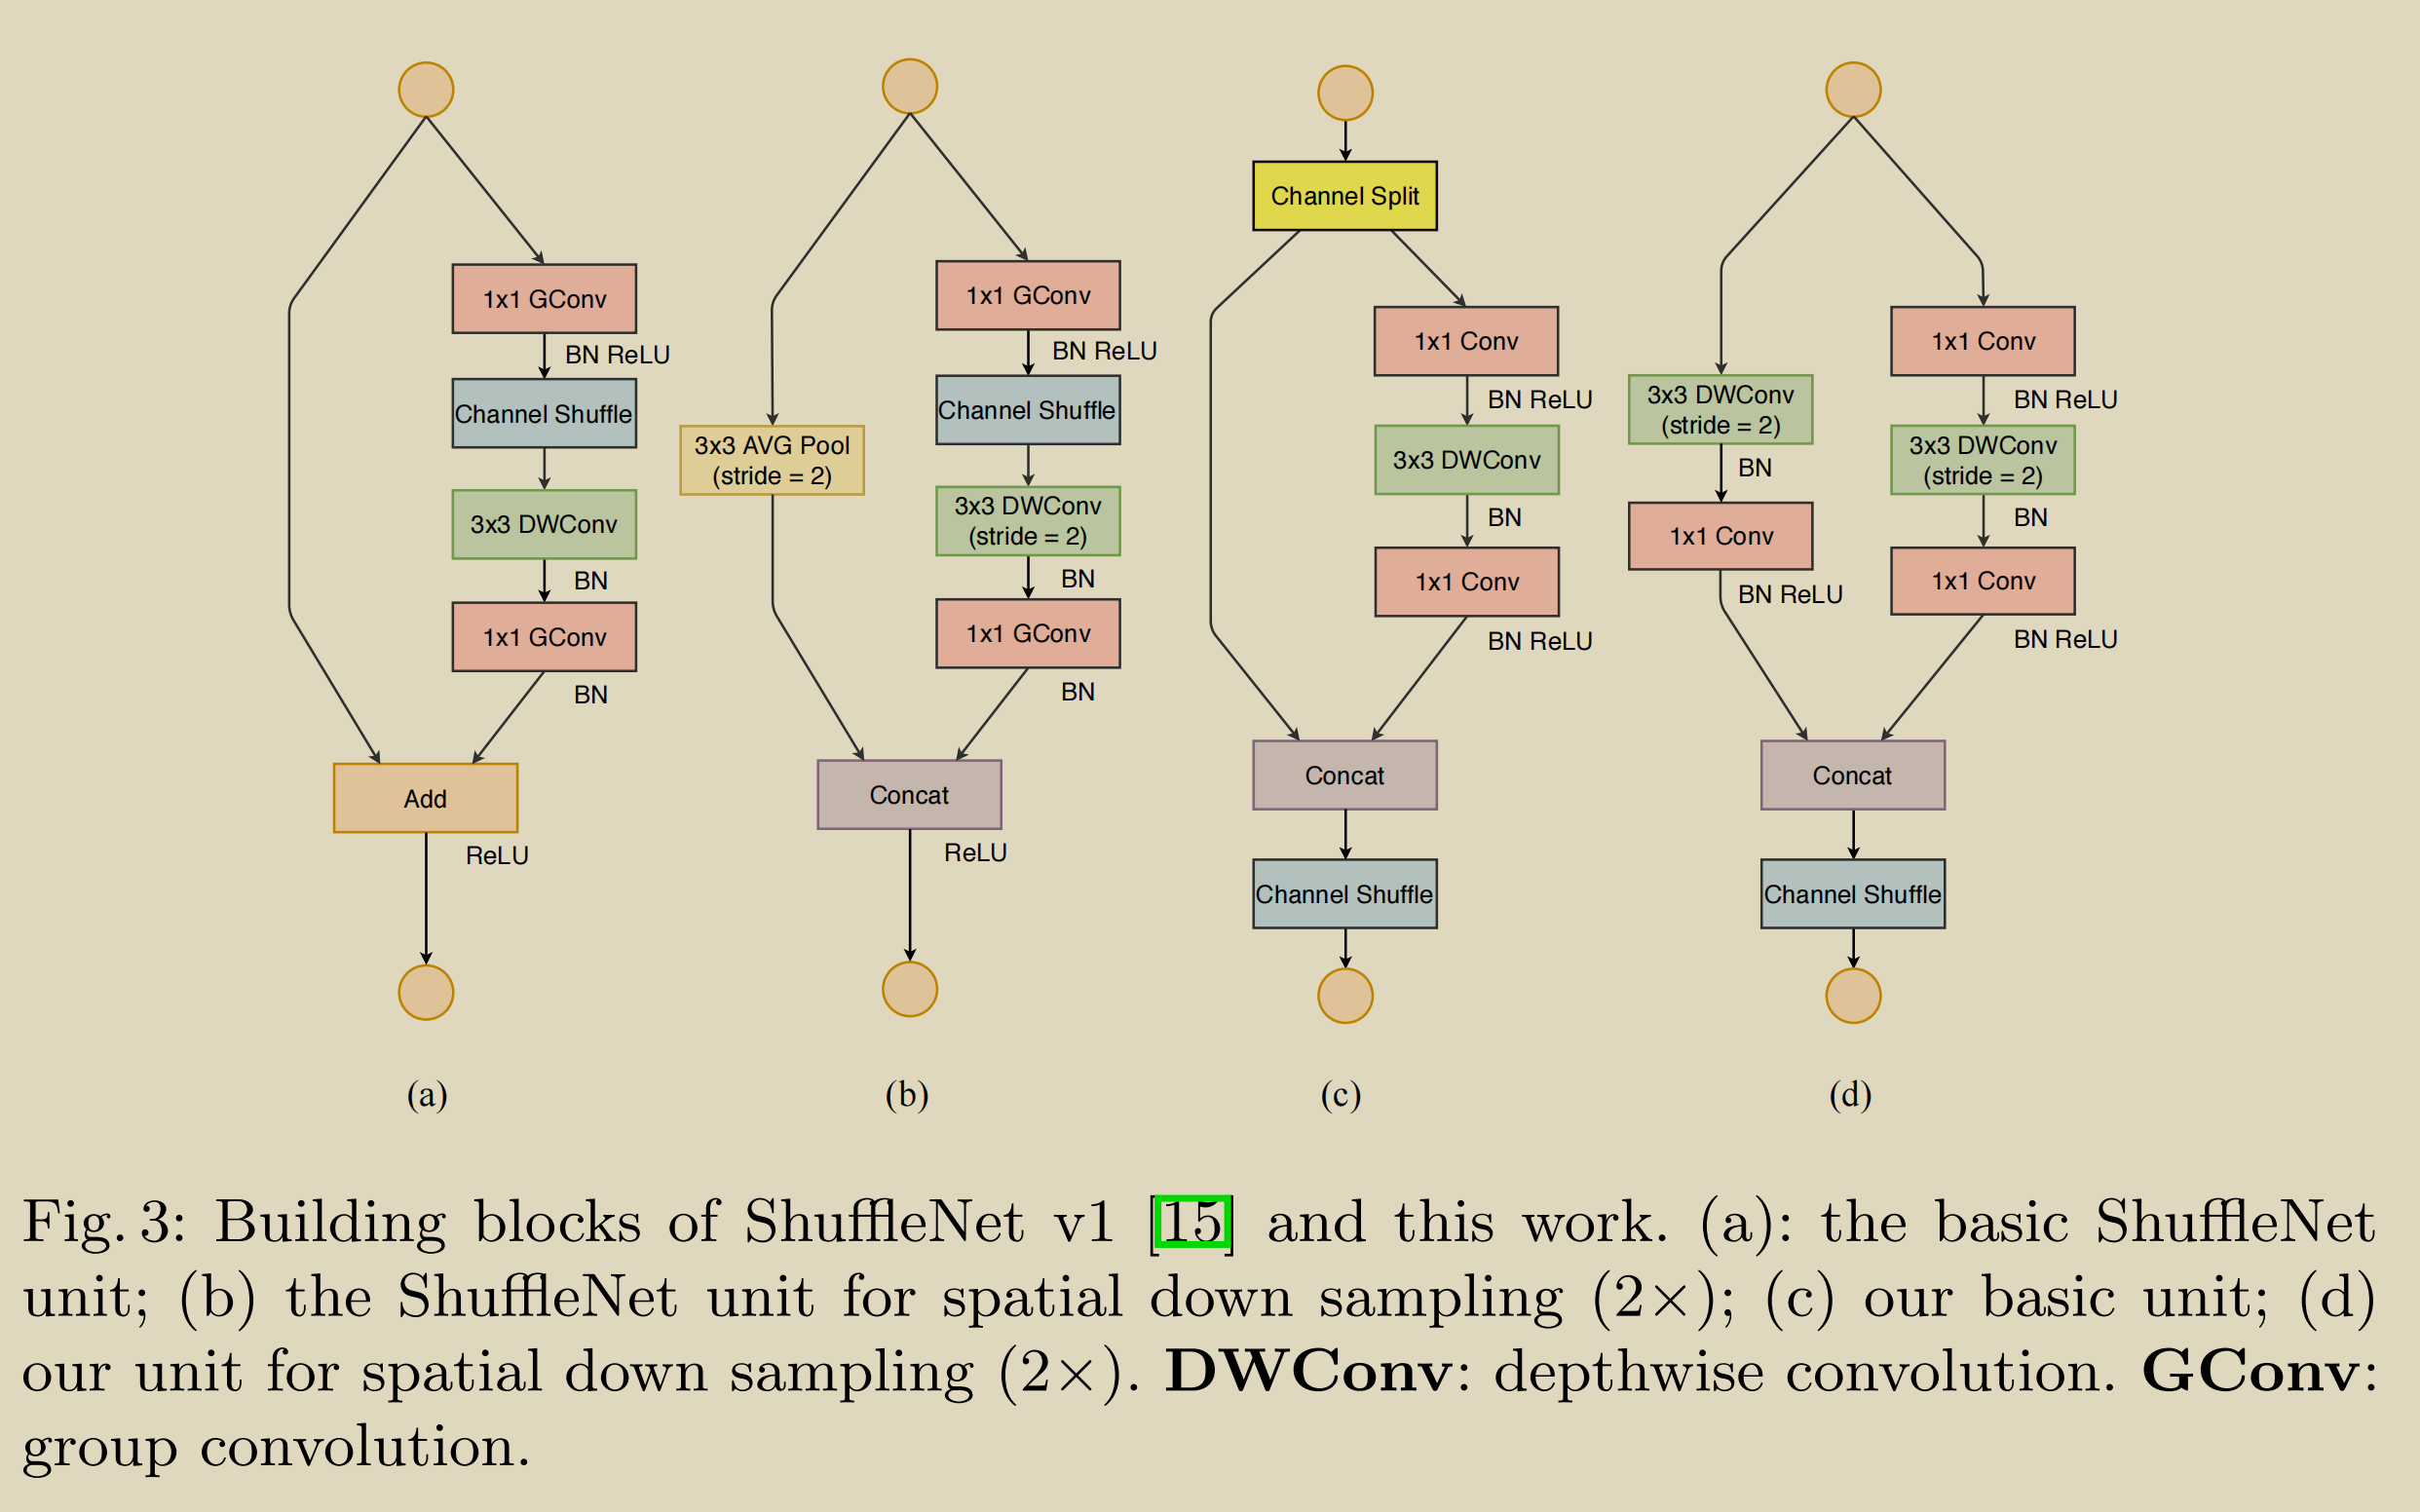 1x1 GConv
BN ReLU
Channel Shuffle
3x3 DWConv
BN
1x1 GConv
BN
Add
ReLU
(a)
3x3 AVG Pool
(stride = 2)
1x1 GConv
BN ReLU
Channel Shuffle
3x3 DWConv
(stride = 2)
BN
1x1 GConv
BN
Concat
ReLU
(b)
Channel Split
1x1 Conv
BN ReLU
3x3 DWConv
BN
1x1 Conv
BN ReLU
Concat
Channel Shuffle
(c)
3x3 DWConv
(stride = 2)
BN
1x1 Conv
BN ReLU
1x1 Conv
BN ReLU
3x3 DWConv
(stride = 2)
BN
1x1 Conv
BN ReLU
Concat
Channel Shuffle
(d)
Fig. 3: Building blocks of ShuffleNet v1 [15] and this work. (a): the basic ShuffleNet
unit; (b) the ShuffleNet unit for spatial down sampling (2×); (c) our basic unit; (d)
our unit for spatial down sampling (2×). DWConv: depthwise convolution. GConv:
group convolution.